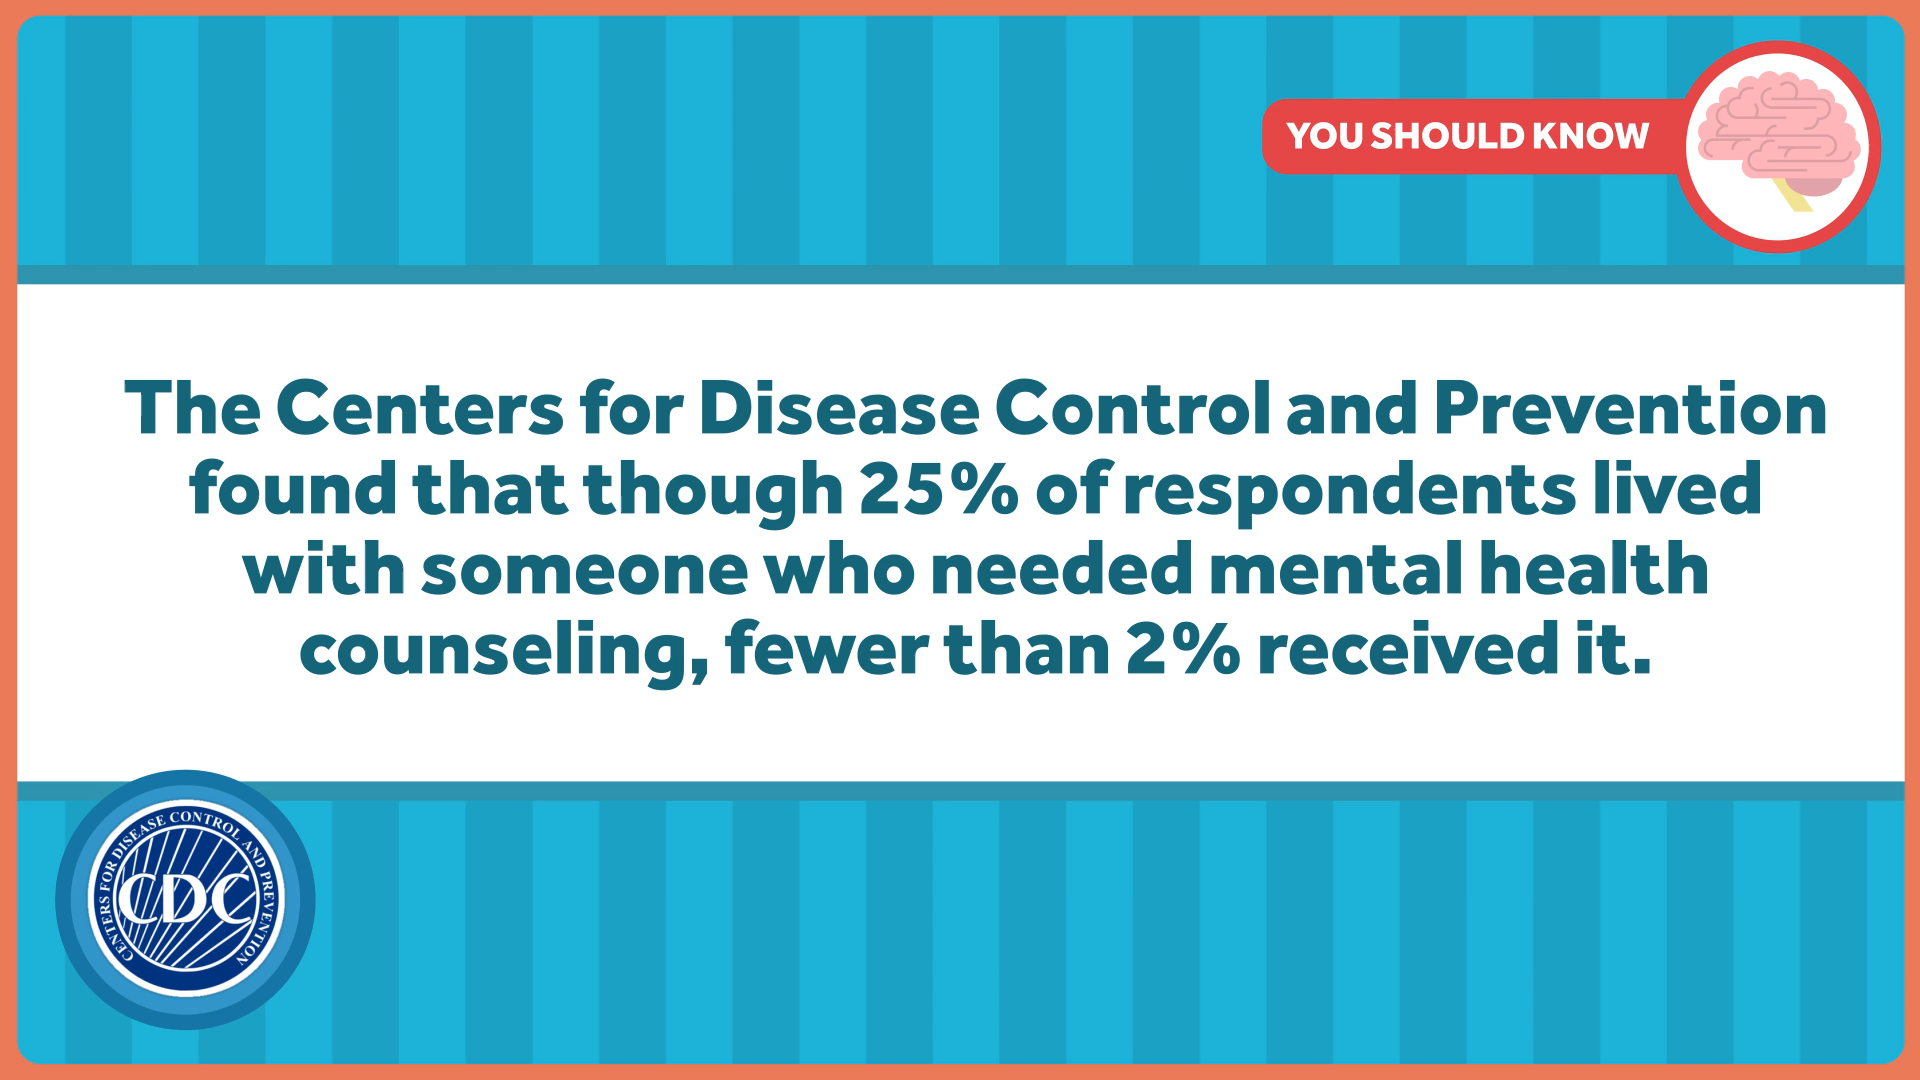 YOU SHOULD KNOW
The Centers for Disease Control and Prevention
found that though 25% of respondents lived
with someone who needed mental health
counseling, fewer than 2% received it.
CENTERS FOR DISEASE CONTROL AND PREVENTION
CDC